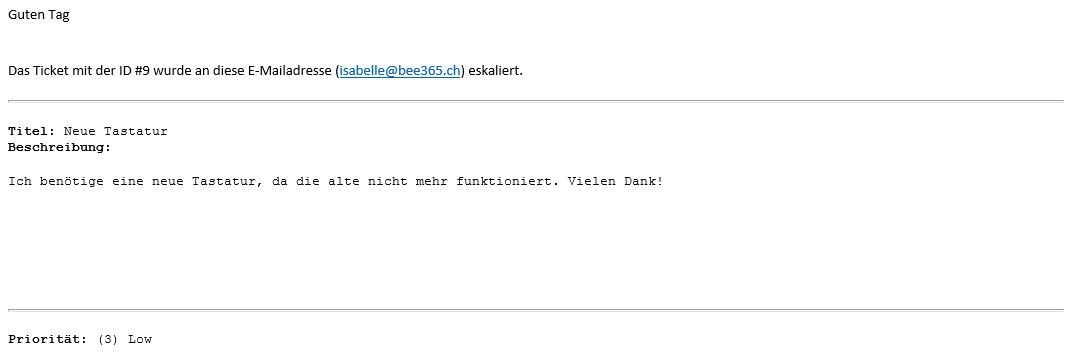 Guten Tag
Das Ticket mit der ID #9 wurde an diese E-Mailadresse (isabelle@bee365.ch) eskaliert.
Titel: Neue Tastatur
Beschreibung:
Ich benötige eine neue Tastatur, da die alte nicht mehr funktioniert. Vielen Dank!
Priorität: (3) Low